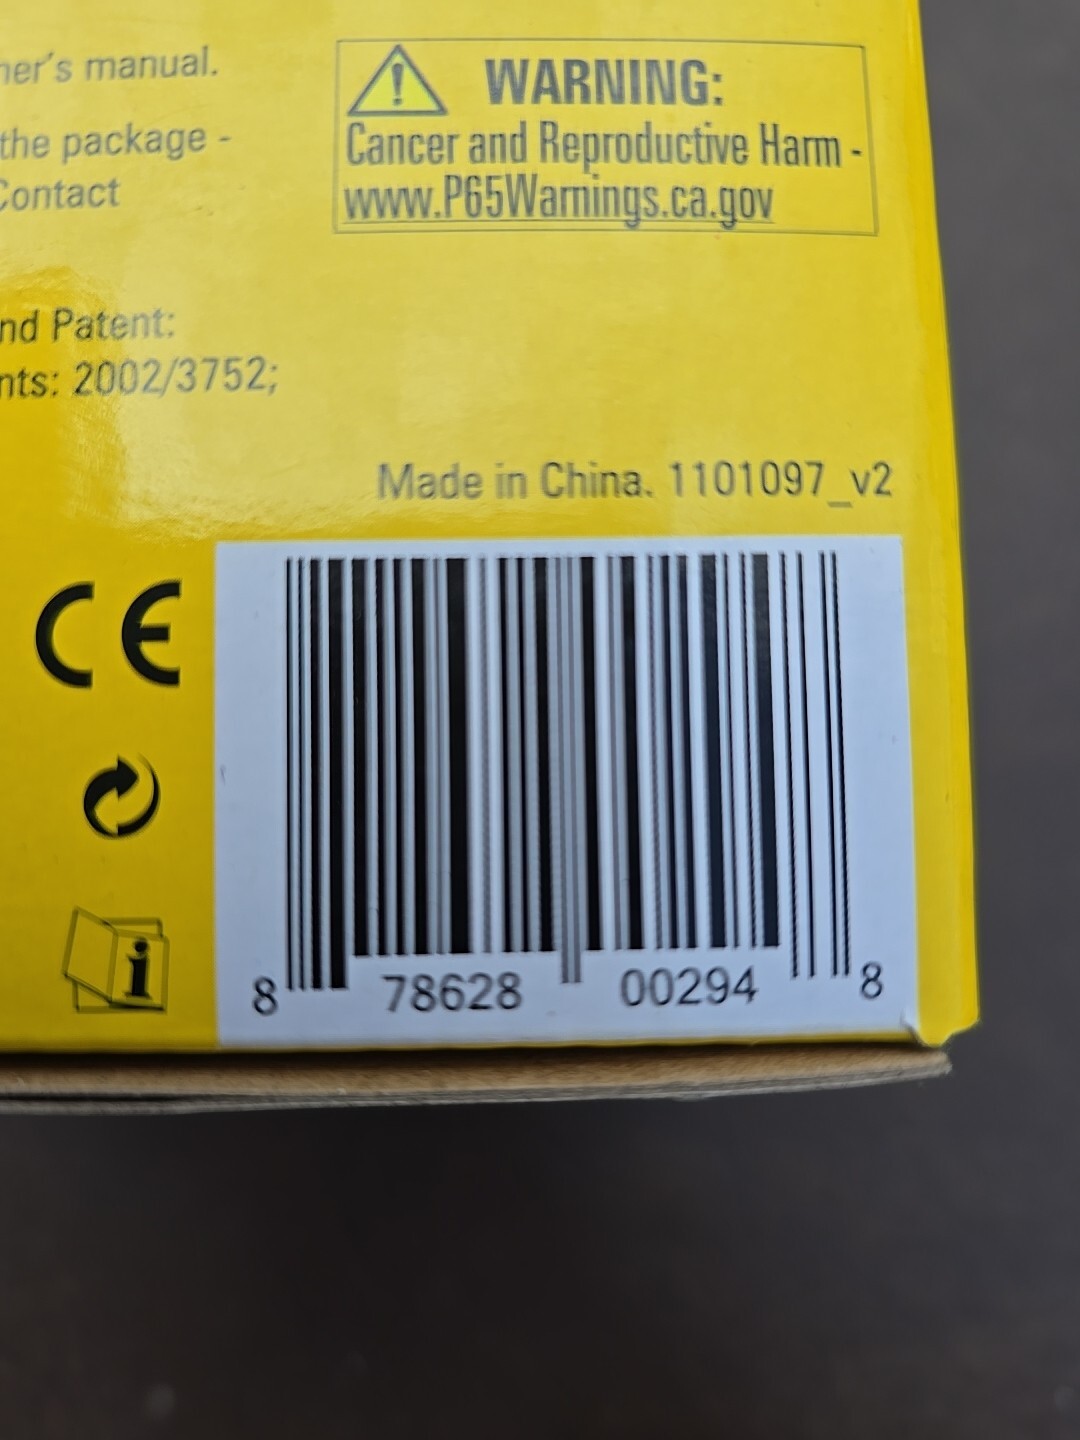 ner's manual.
the package -
Contact
WARNING:
Cancer and Reproductive Harm -
www.P65Warnings.ca.gov
nd Patent:
nts: 2002/3752;
Made in China. 1101097_v2
CE
i
8 78628 00294 8